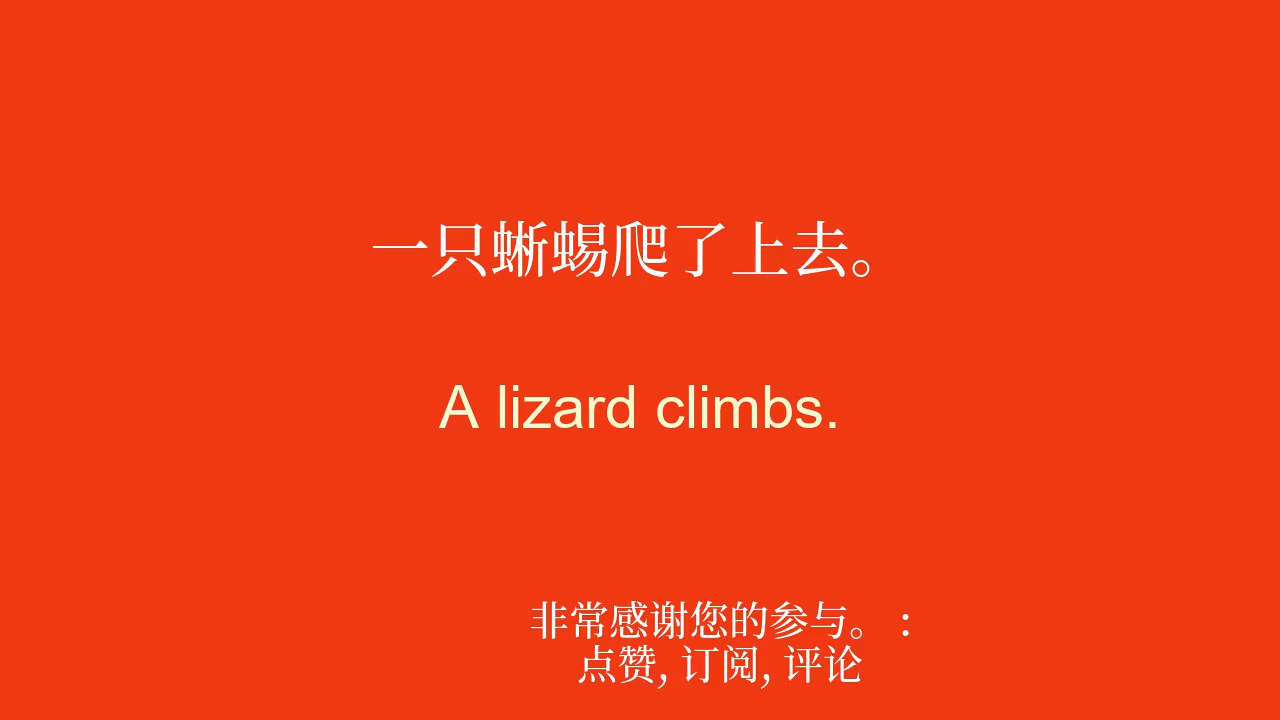 一只蜥蜴爬了上去。
A lizard climbs.
非常感谢您的参与。 :
点赞, 订阅, 评论